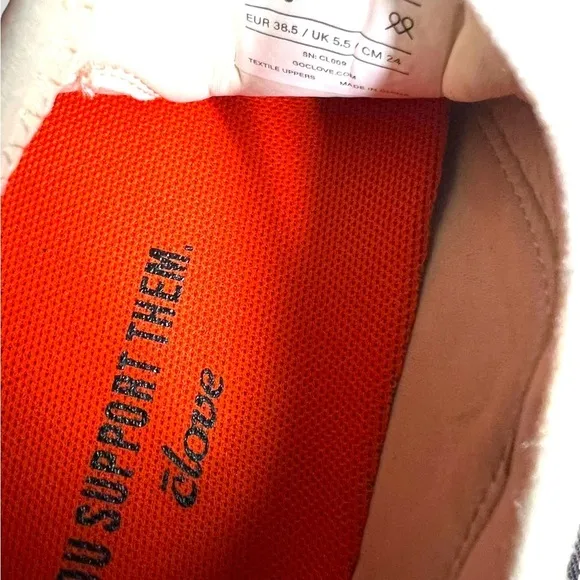 EUR 38.5 / UK 5.5 / CM 24
SN: CL009
GOCLOVE.COM
TEXTILE UPPERS MADE IN
OU SUPPORT THEM.
clove